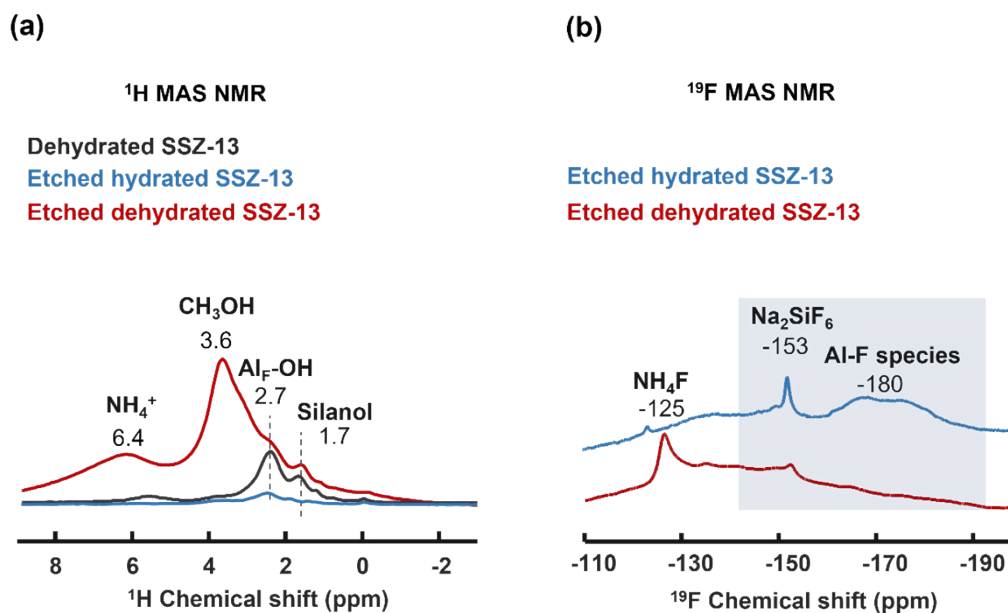 (a)
¹H MAS NMR
Dehydrated SSZ-13
Etched hydrated SSZ-13
Etched dehydrated SSZ-13
CH₃OH
3.6
Al_F-OH
2.7
NH₄⁺
6.4
Silanol
1.7
8 6 4 2 0 -2
¹H Chemical shift (ppm)
(b)
¹⁹F MAS NMR
Etched hydrated SSZ-13
Etched dehydrated SSZ-13
Na₂SiF₆
-153
Al-F species
-180
NH₄F
-125
-110 -130 -150 -170 -190
¹⁹F Chemical shift (ppm)